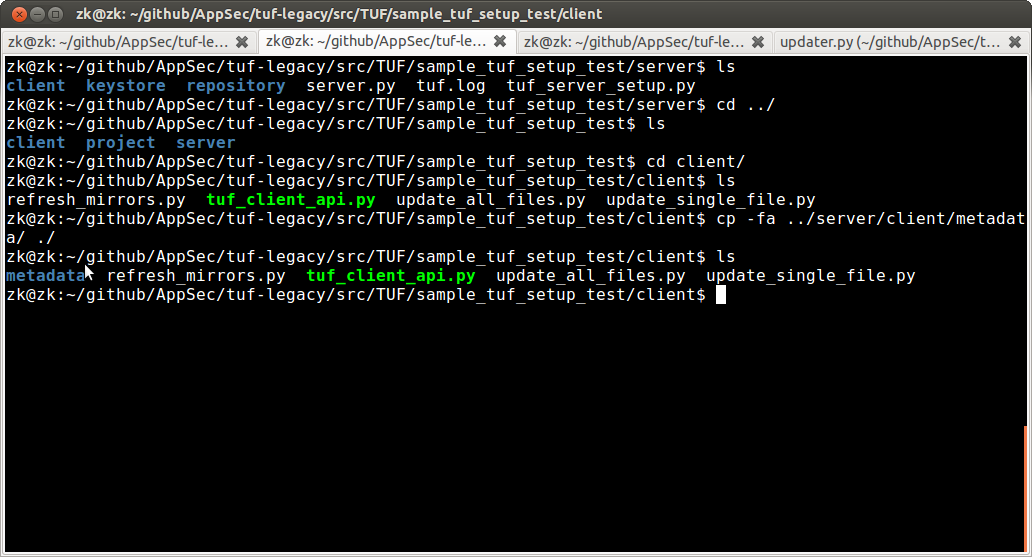 zk@zk: ~/github/AppSec/tuf-legacy/src/TUF/sample_tuf_setup_test/client
zk@zk: ~/github/AppSec/tuf-le... zk@zk: ~/github/AppSec/tuf-le... zk@zk: ~/github/AppSec/tuf-le... updater.py (~/github/AppSec/t...
zk@zk:~/github/AppSec/tuf-legacy/src/TUF/sample_tuf_setup_test/server$ ls
client keystore repository server.py tuf.log tuf_server_setup.py
zk@zk:~/github/AppSec/tuf-legacy/src/TUF/sample_tuf_setup_test/server$ cd ../
zk@zk:~/github/AppSec/tuf-legacy/src/TUF/sample_tuf_setup_test$ ls
client project server
zk@zk:~/github/AppSec/tuf-legacy/src/TUF/sample_tuf_setup_test$ cd client/
zk@zk:~/github/AppSec/tuf-legacy/src/TUF/sample_tuf_setup_test/client$ ls
refresh_mirrors.py tuf_client_api.py update_all_files.py update_single_file.py
zk@zk:~/github/AppSec/tuf-legacy/src/TUF/sample_tuf_setup_test/client$ cp -fa ../server/client/metadat
a/ ./
zk@zk:~/github/AppSec/tuf-legacy/src/TUF/sample_tuf_setup_test/client$ ls
metadata refresh_mirrors.py tuf_client_api.py update_all_files.py update_single_file.py
zk@zk:~/github/AppSec/tuf-legacy/src/TUF/sample_tuf_setup_test/client$